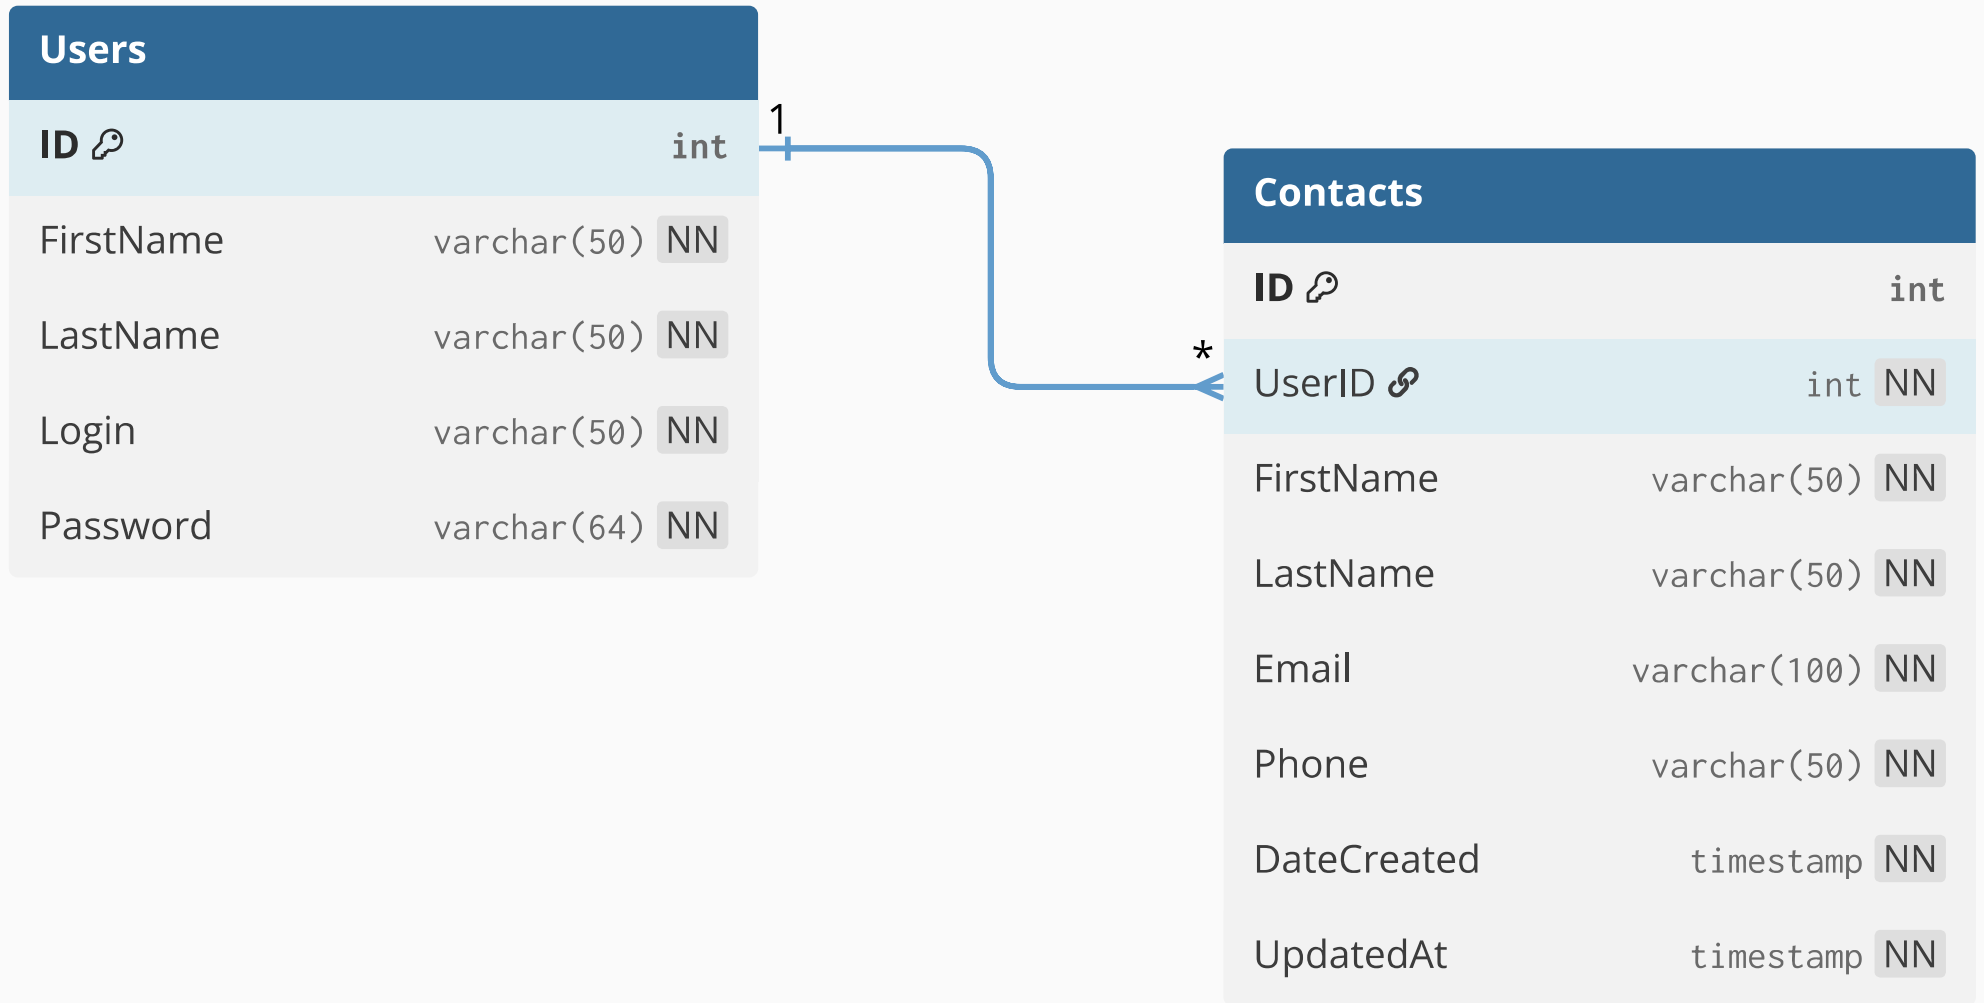 Users
ID int
FirstName varchar(50) NN
LastName varchar(50) NN
Login varchar(50) NN
Password varchar(64) NN
1
*
Contacts
ID int
UserID int NN
FirstName varchar(50) NN
LastName varchar(50) NN
Email varchar(100) NN
Phone varchar(50) NN
DateCreated timestamp NN
UpdatedAt timestamp NN